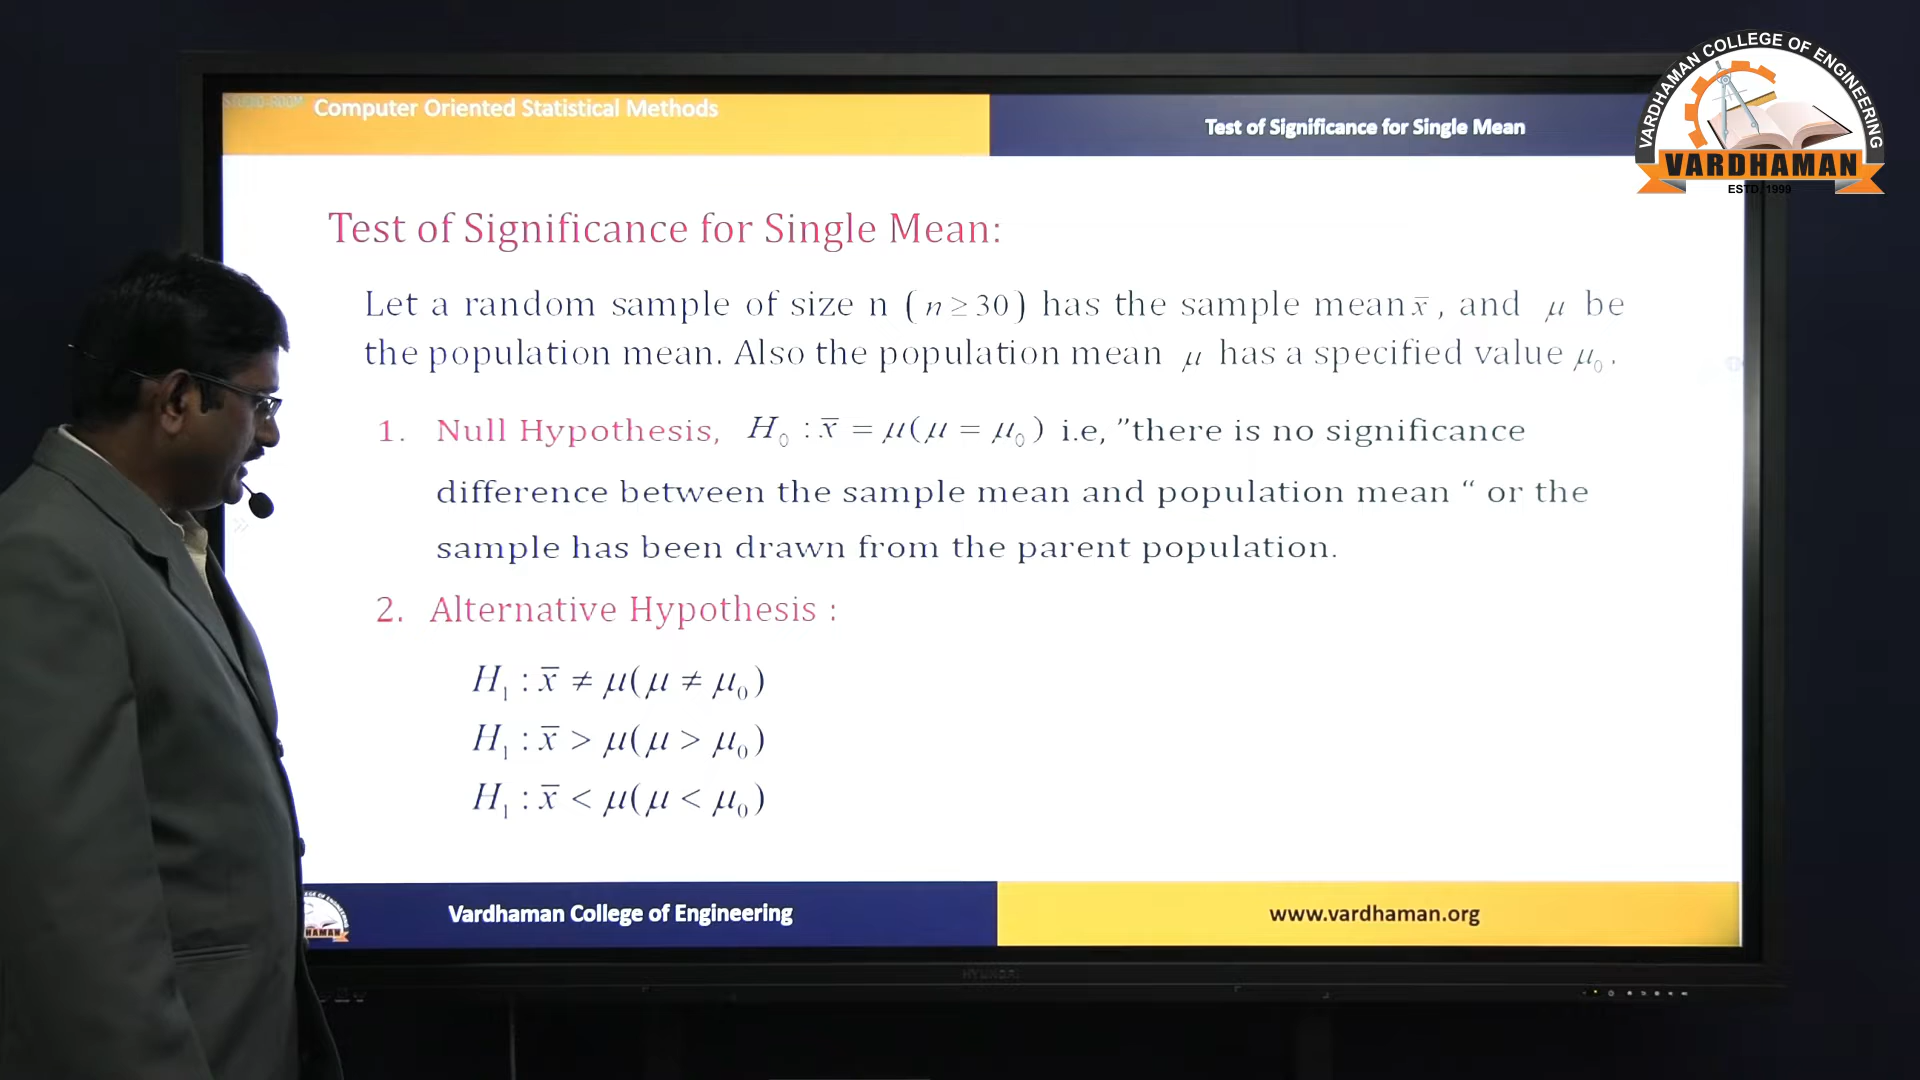 VARDHAMAN COLLEGE OF ENGINEERING
VARDHAMAN
ESTD. 1999
STUDIO-ROOM
Computer Oriented Statistical Methods
Test of Significance for Single Mean
Test of Significance for Single Mean:
Let a random sample of size n ( n ≥ 30 ) has the sample mean x̄ , and μ be
the population mean. Also the population mean μ has a specified value μ₀ .
1. Null Hypothesis, H₀ : x̄ = μ(μ = μ₀) i.e, ”there is no significance
difference between the sample mean and population mean “ or the
sample has been drawn from the parent population.
2. Alternative Hypothesis :
H₁ : x̄ ≠ μ(μ ≠ μ₀)
H₁ : x̄ > μ(μ > μ₀)
H₁ : x̄ < μ(μ < μ₀)
Vardhaman College of Engineering
www.vardhaman.org
HYUNDAI